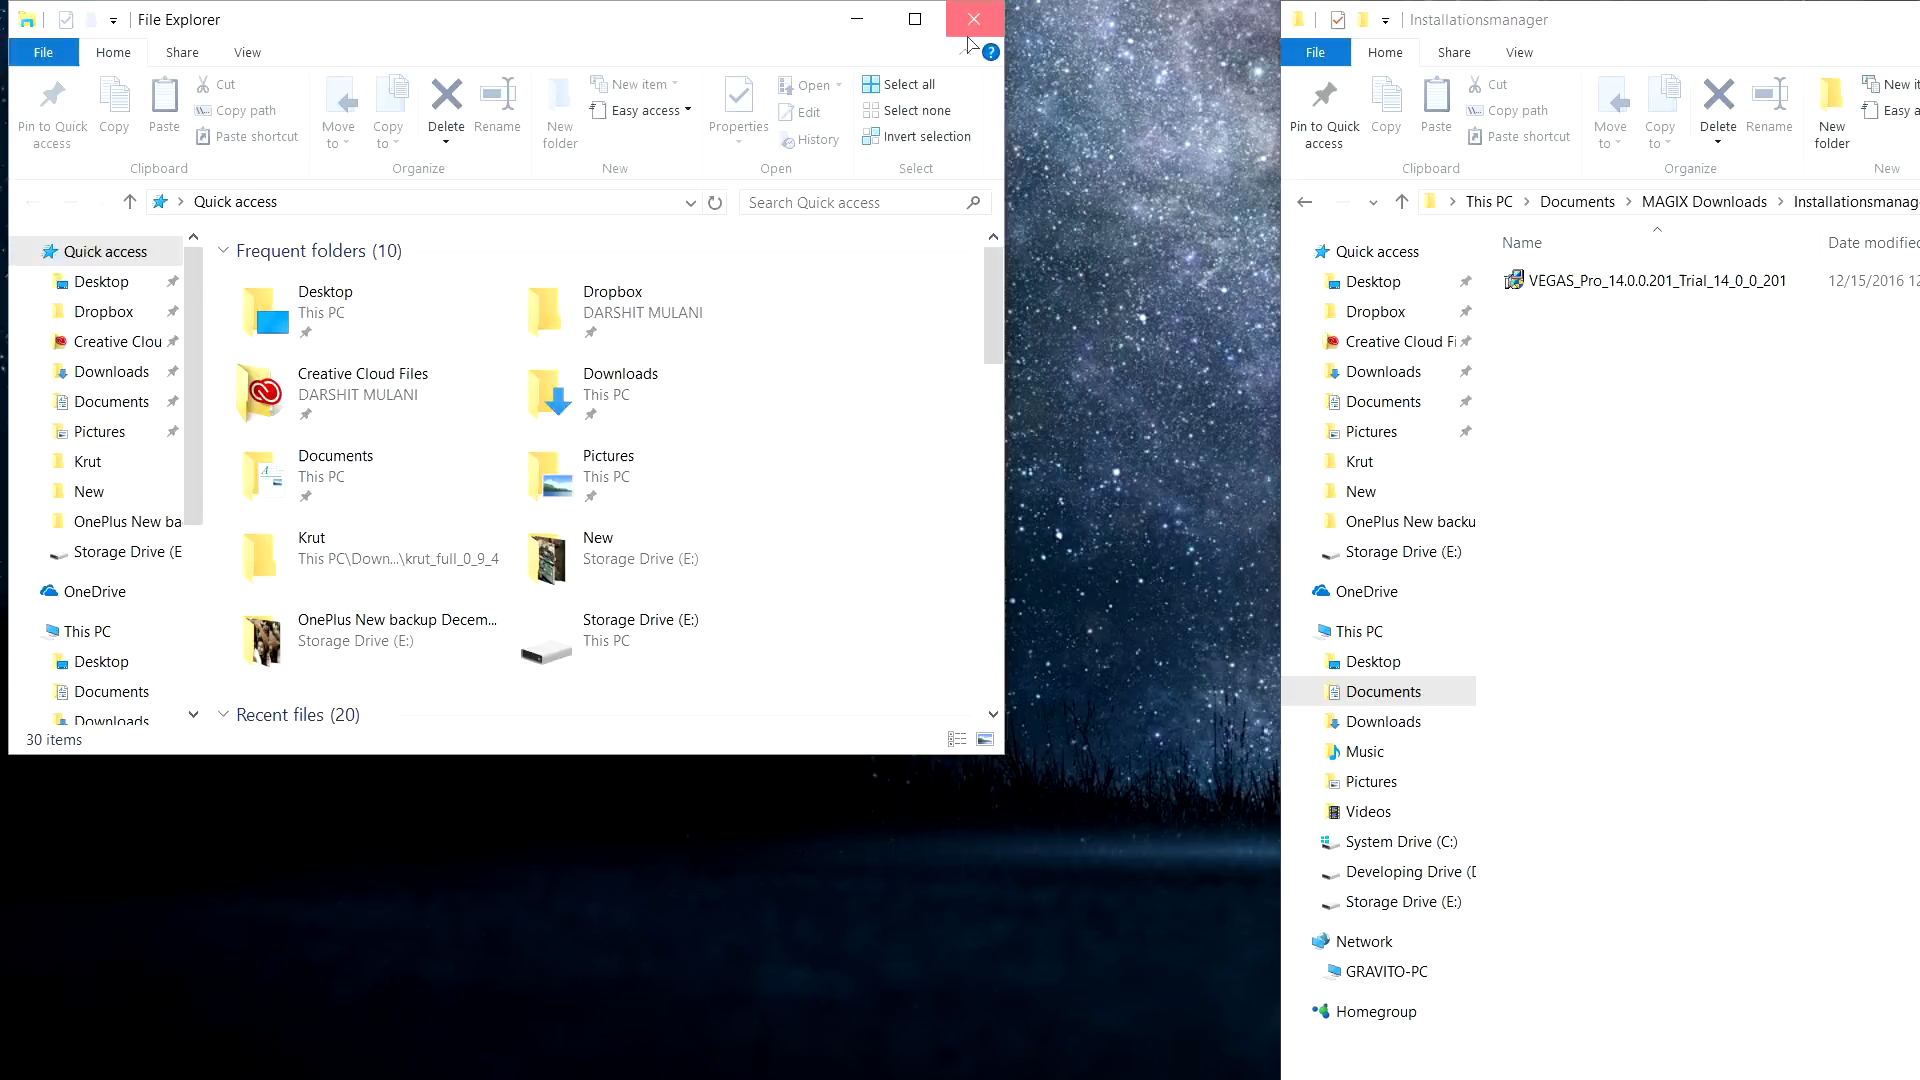 File Explorer
File Home Share View
Pin to Quick access
Copy
Paste
Cut
Copy path
Paste shortcut
Clipboard
Move to
Copy to
Delete
Rename
Organize
New folder
New item
Easy access
New
Properties
Open
Edit
History
Open
Select all
Select none
Invert selection
Select
Quick access
Search Quick access
Quick access
Desktop
Dropbox
Creative Clou
Downloads
Documents
Pictures
Krut
New
OnePlus New ba
Storage Drive (E
OneDrive
This PC
Desktop
Documents
Downloads
Frequent folders (10)
Desktop
This PC
Dropbox
DARSHIT MULANI
Creative Cloud Files
DARSHIT MULANI
Downloads
This PC
Documents
This PC
Pictures
This PC
Krut
This PC\Down...\krut_full_0_9_4
New
Storage Drive (E:)
OnePlus New backup Decem...
Storage Drive (E:)
Storage Drive (E:)
This PC
Recent files (20)
30 items
Installationsmanager
File Home Share View
Pin to Quick access
Copy
Paste
Cut
Copy path
Paste shortcut
Clipboard
Move to
Copy to
Delete
Rename
Organize
New folder
New it
Easy a
New
This PC > Documents > MAGIX Downloads > Installationsmanag
Name
Date modified
VEGAS_Pro_14.0.0.201_Trial_14_0_0_201
12/15/2016 12
Quick access
Desktop
Dropbox
Creative Cloud Fi
Downloads
Documents
Pictures
Krut
New
OnePlus New backu
Storage Drive (E:)
OneDrive
This PC
Desktop
Documents
Downloads
Music
Pictures
Videos
System Drive (C:)
Developing Drive (D
Storage Drive (E:)
Network
GRAVITO-PC
Homegroup